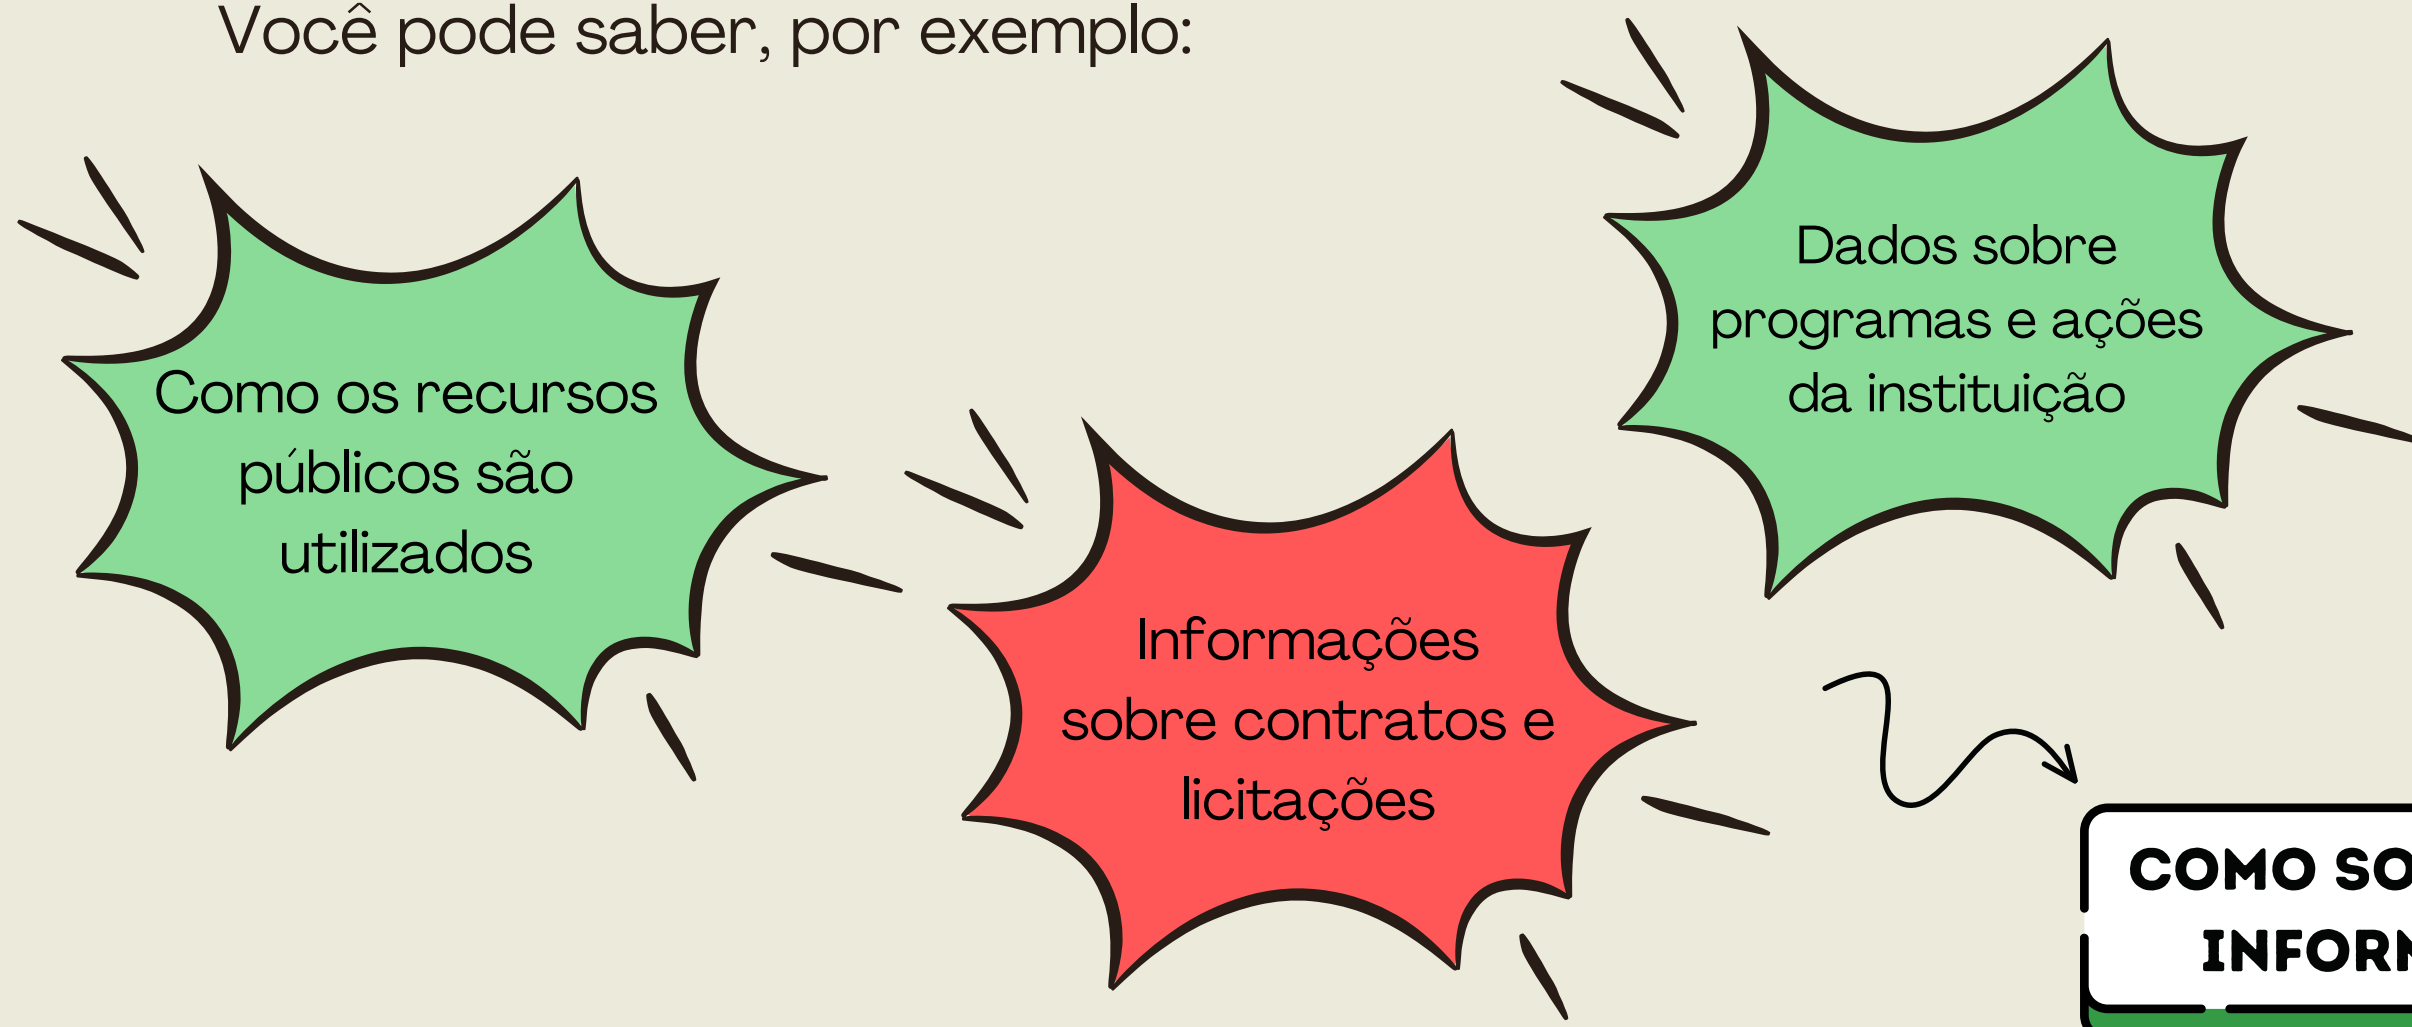 Você pode saber, por exemplo:
Como os recursos
públicos são
utilizados
Informações
sobre contratos e
licitações
Dados sobre
programas e ações
da instituição
COMO